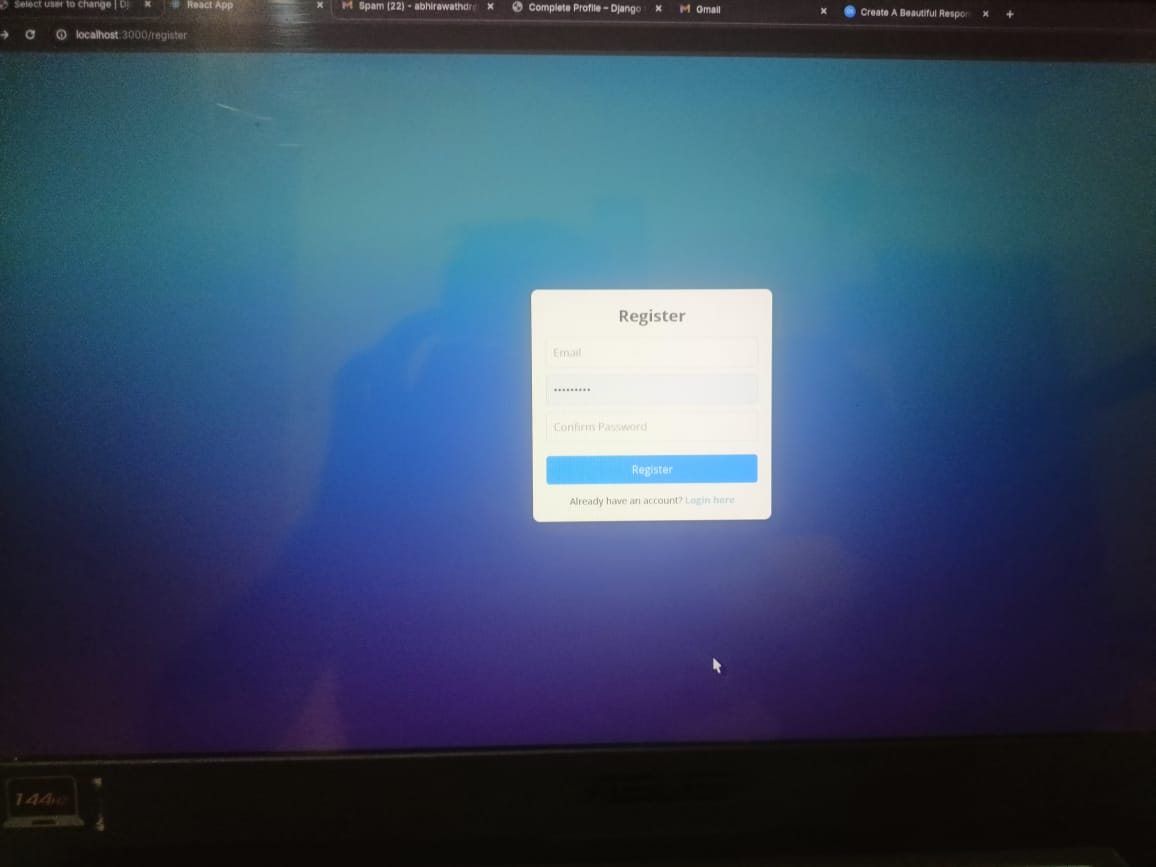 Select user to change | Dj
React App
Spam (22) - abhirawathdre
Complete Profile – Django
Gmail
Create A Beautiful Respon
localhost:3000/register
Register
Email
•••••••••
Confirm Password
Register
Already have an account? Login here
144Hz